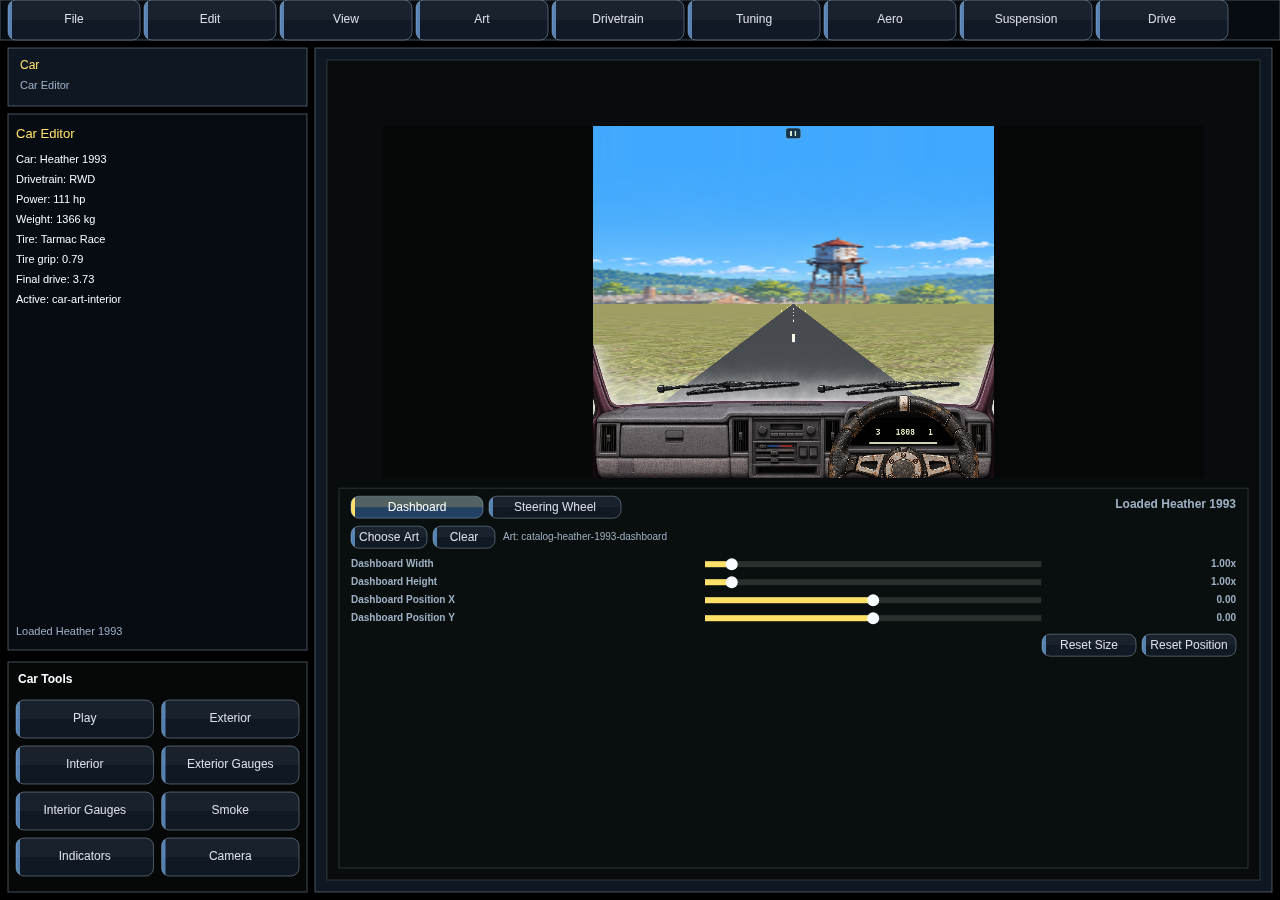 File Edit View Art Drivetrain Tuning Aero Suspension Drive
Car
Car Editor
Car Editor
Car: Heather 1993
Drivetrain: RWD
Power: 111 hp
Weight: 1366 kg
Tire: Tarmac Race
Tire grip: 0.79
Final drive: 3.73
Active: car-art-interior
Loaded Heather 1993
Car Tools
Play Exterior
Interior Exterior Gauges
Interior Gauges Smoke
Indicators Camera
3 1808 1
Dashboard Steering Wheel Loaded Heather 1993
Choose Art Clear Art: catalog-heather-1993-dashboard
Dashboard Width 1.00x
Dashboard Height 1.00x
Dashboard Position X 0.00
Dashboard Position Y 0.00
Reset Size Reset Position